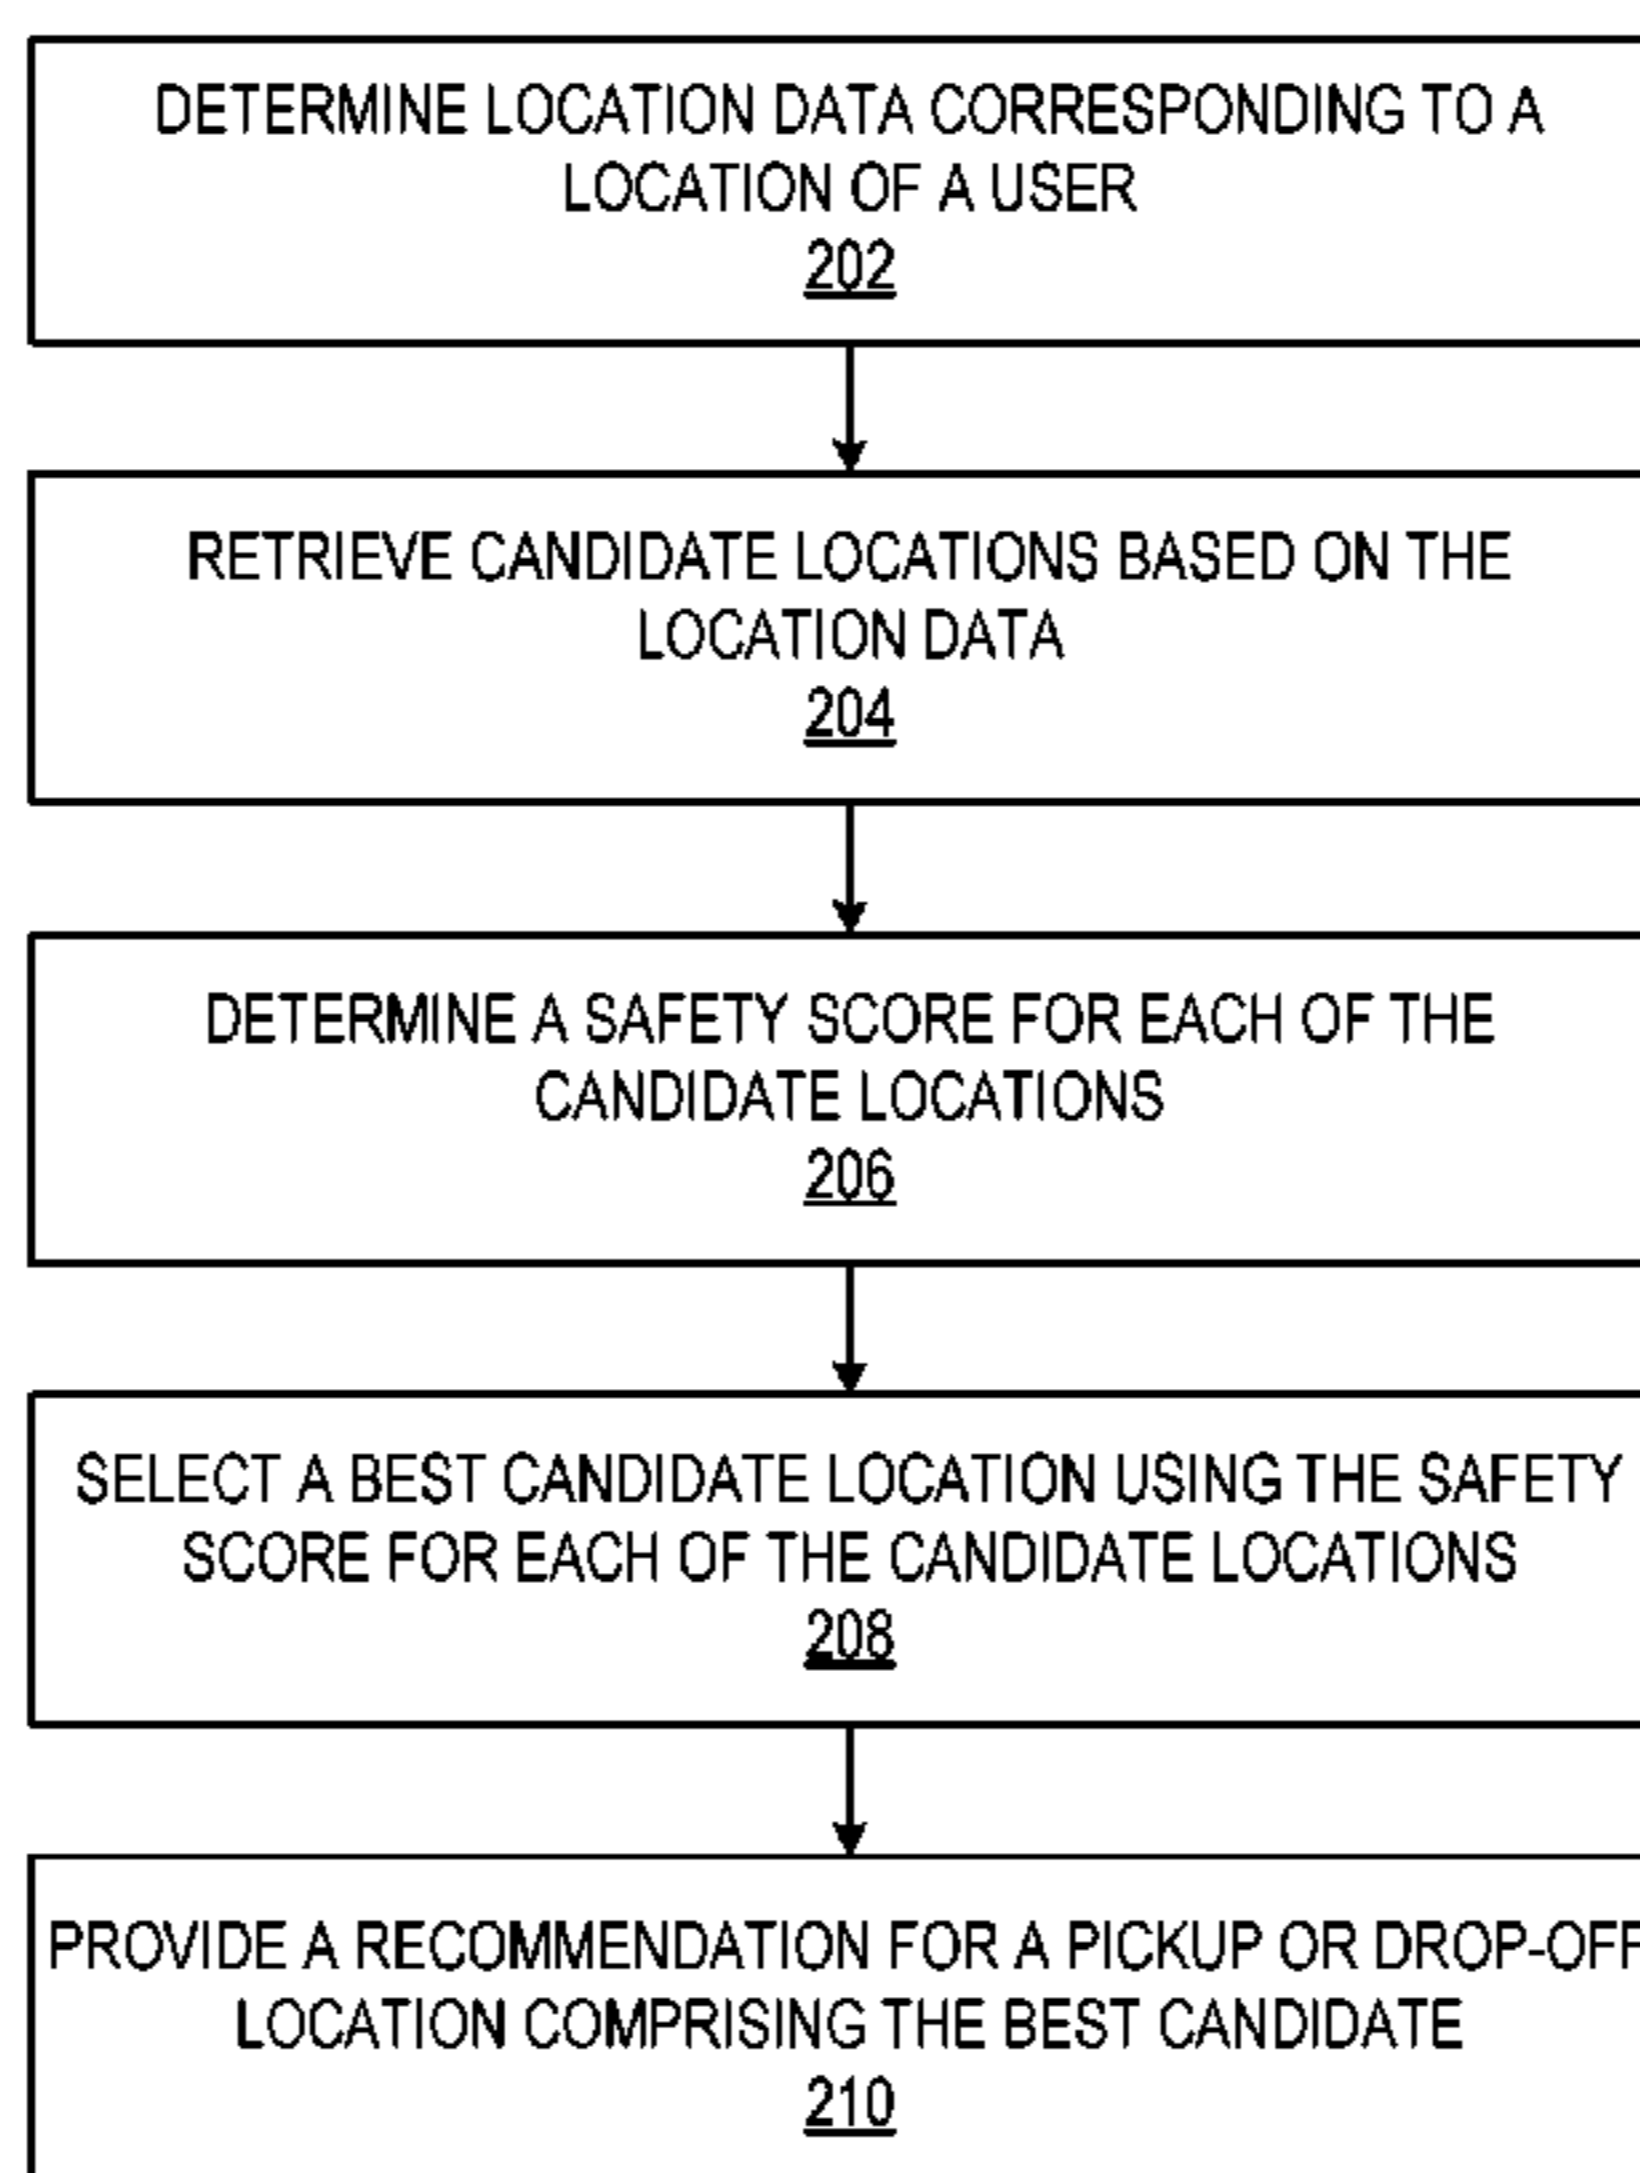 DETERMINE LOCATION DATA CORRESPONDING TO A
LOCATION OF A USER
202
RETRIEVE CANDIDATE LOCATIONS BASED ON THE
LOCATION DATA
204
DETERMINE A SAFETY SCORE FOR EACH OF THE
CANDIDATE LOCATIONS
206
SELECT A BEST CANDIDATE LOCATION USING THE SAFETY
SCORE FOR EACH OF THE CANDIDATE LOCATIONS
208
PROVIDE A RECOMMENDATION FOR A PICKUP OR DROP-OFF
LOCATION COMPRISING THE BEST CANDIDATE
210